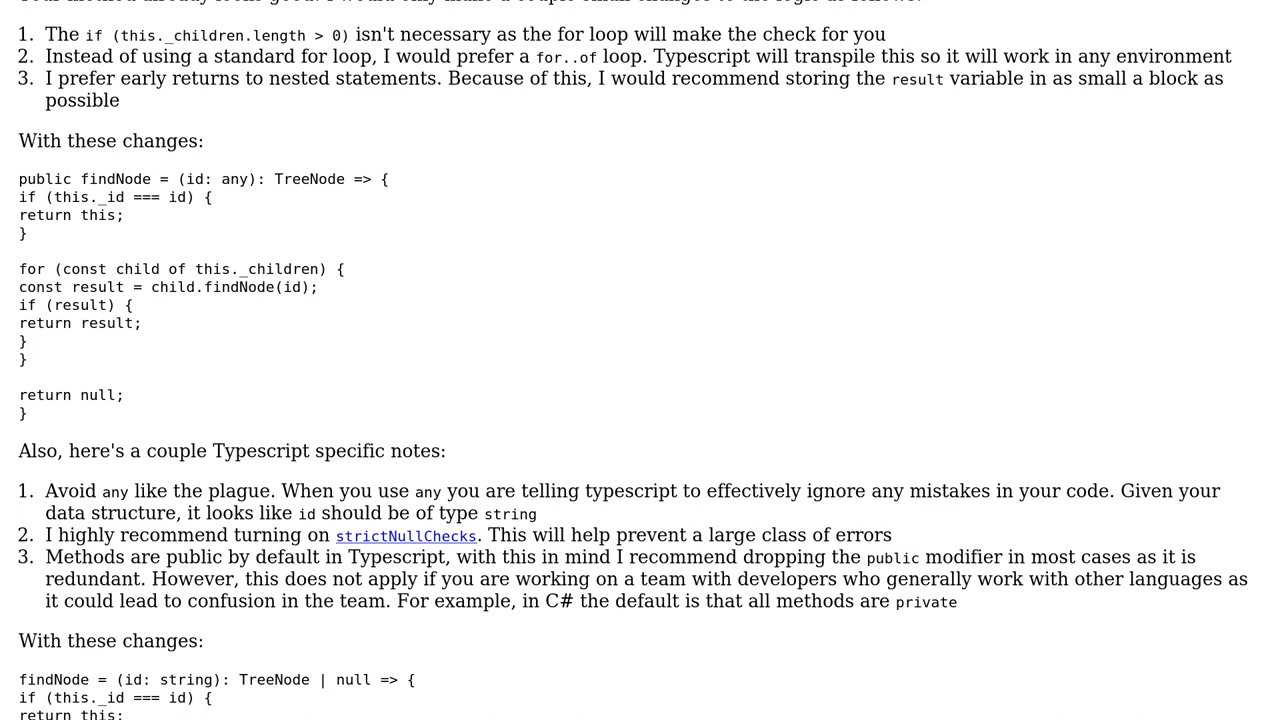 1. The if (this._children.length > 0) isn't necessary as the for loop will make the check for you
2. Instead of using a standard for loop, I would prefer a for..of loop. Typescript will transpile this so it will work in any environment
3. I prefer early returns to nested statements. Because of this, I would recommend storing the result variable in as small a block as
possible
With these changes:
public findNode = (id: any): TreeNode => {
if (this._id === id) {
return this;
}
for (const child of this._children) {
const result = child.findNode(id);
if (result) {
return result;
}
}
return null;
}
Also, here's a couple Typescript specific notes:
1. Avoid any like the plague. When you use any you are telling typescript to effectively ignore any mistakes in your code. Given your
data structure, it looks like id should be of type string
2. I highly recommend turning on strictNullChecks. This will help prevent a large class of errors
3. Methods are public by default in Typescript, with this in mind I recommend dropping the public modifier in most cases as it is
redundant. However, this does not apply if you are working on a team with developers who generally work with other languages as
it could lead to confusion in the team. For example, in C# the default is that all methods are private
With these changes:
findNode = (id: string): TreeNode | null => {
if (this._id === id) {
return this;